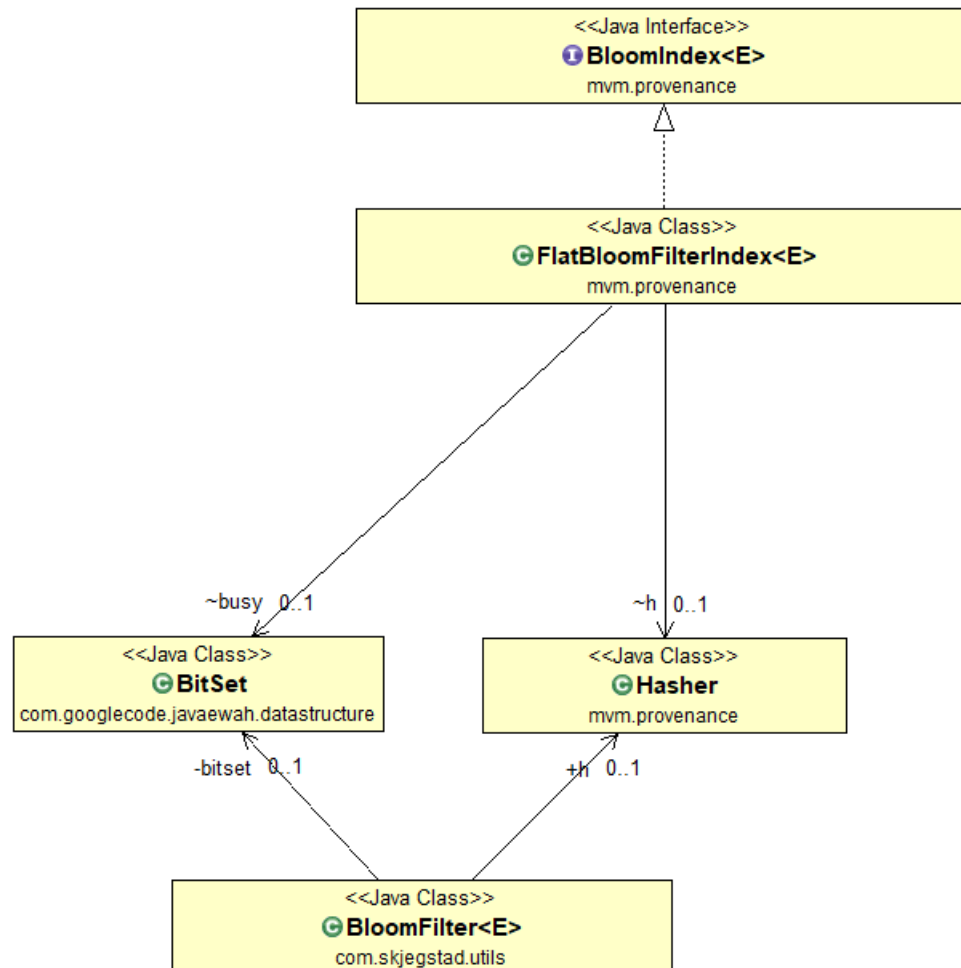 <<Java Interface>>
BloomIndex<E>
mvm.provenance
<<Java Class>>
FlatBloomFilterIndex<E>
mvm.provenance
~busy 0..1
~h 0..1
<<Java Class>>
BitSet
com.googlecode.javaewah.datastructure
<<Java Class>>
Hasher
mvm.provenance
-bitset 0..1
+h 0..1
<<Java Class>>
BloomFilter<E>
com.skjegstad.utils